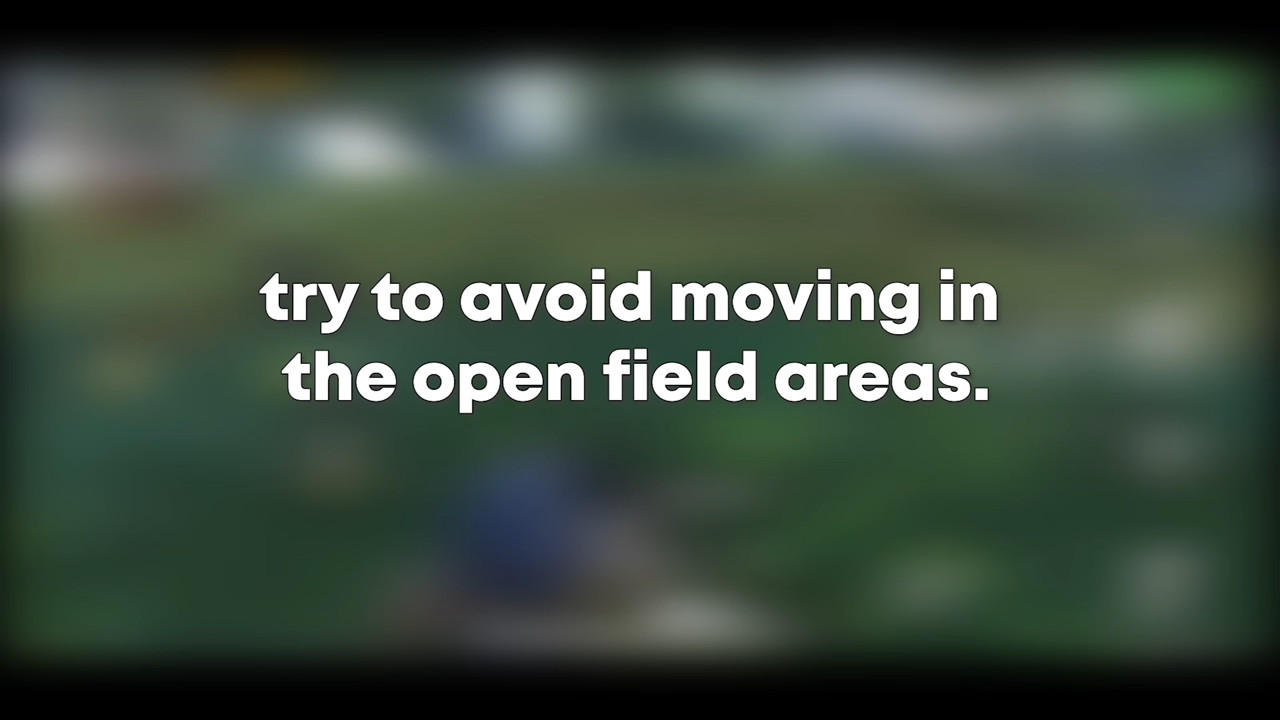 try to avoid moving in
the open field areas.